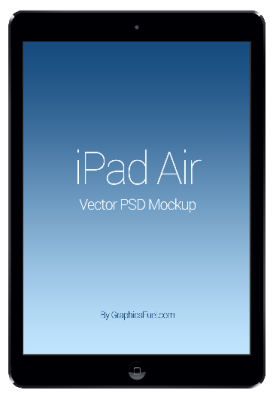 iPad Air
Vector PSD Mockup
By GraphicsFuel.com